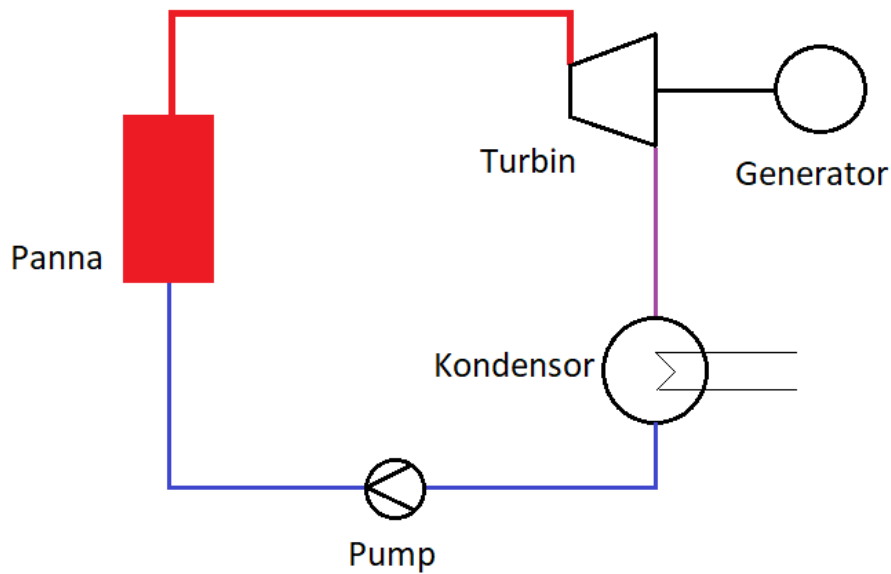 Turbin
Generator
Panna
Kondensor
Pump